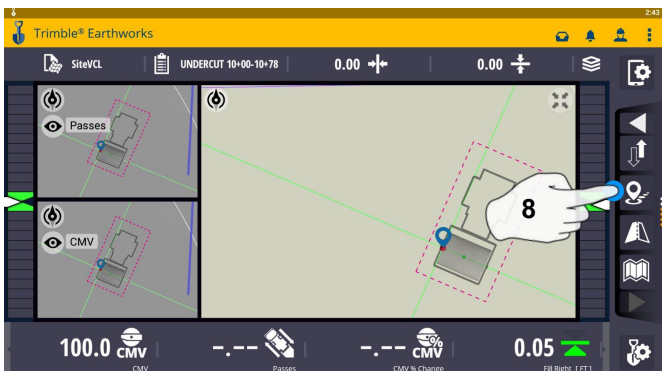 2:43
Trimble® Earthworks
SiteVCL
UNDERCUT 10+00-10+78
0.00
0.00
Passes
CMV
8
100.0 CMV
CMV
-.--
Passes
-.-- CMV %
CMV % Change
0.05
Fill Right [FT]